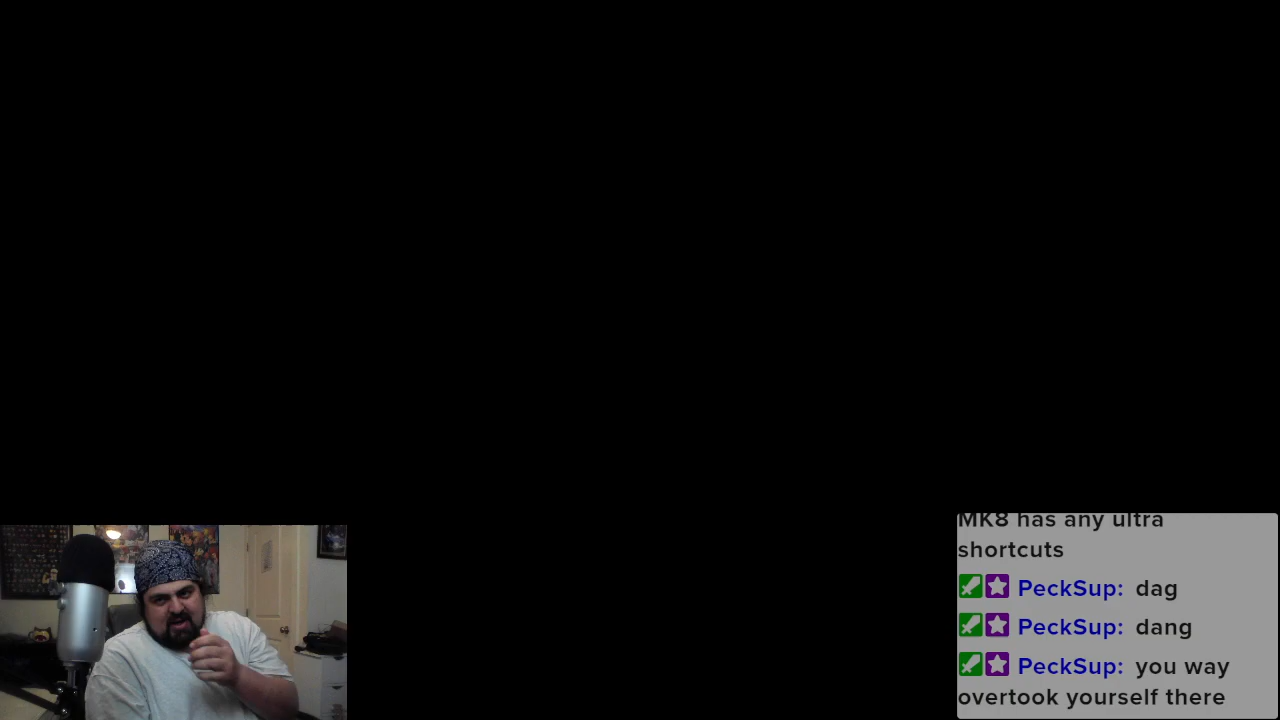 MK8 has any ultra
shortcuts
PeckSup: dag
PeckSup: dang
PeckSup: you way
overtook yourself there